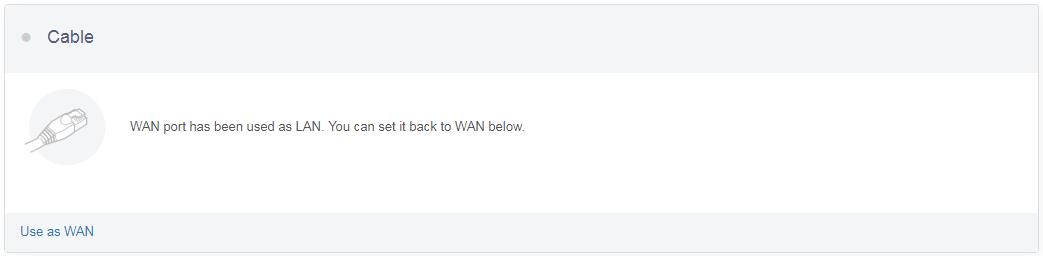 Cable
WAN port has been used as LAN. You can set it back to WAN below.
Use as WAN